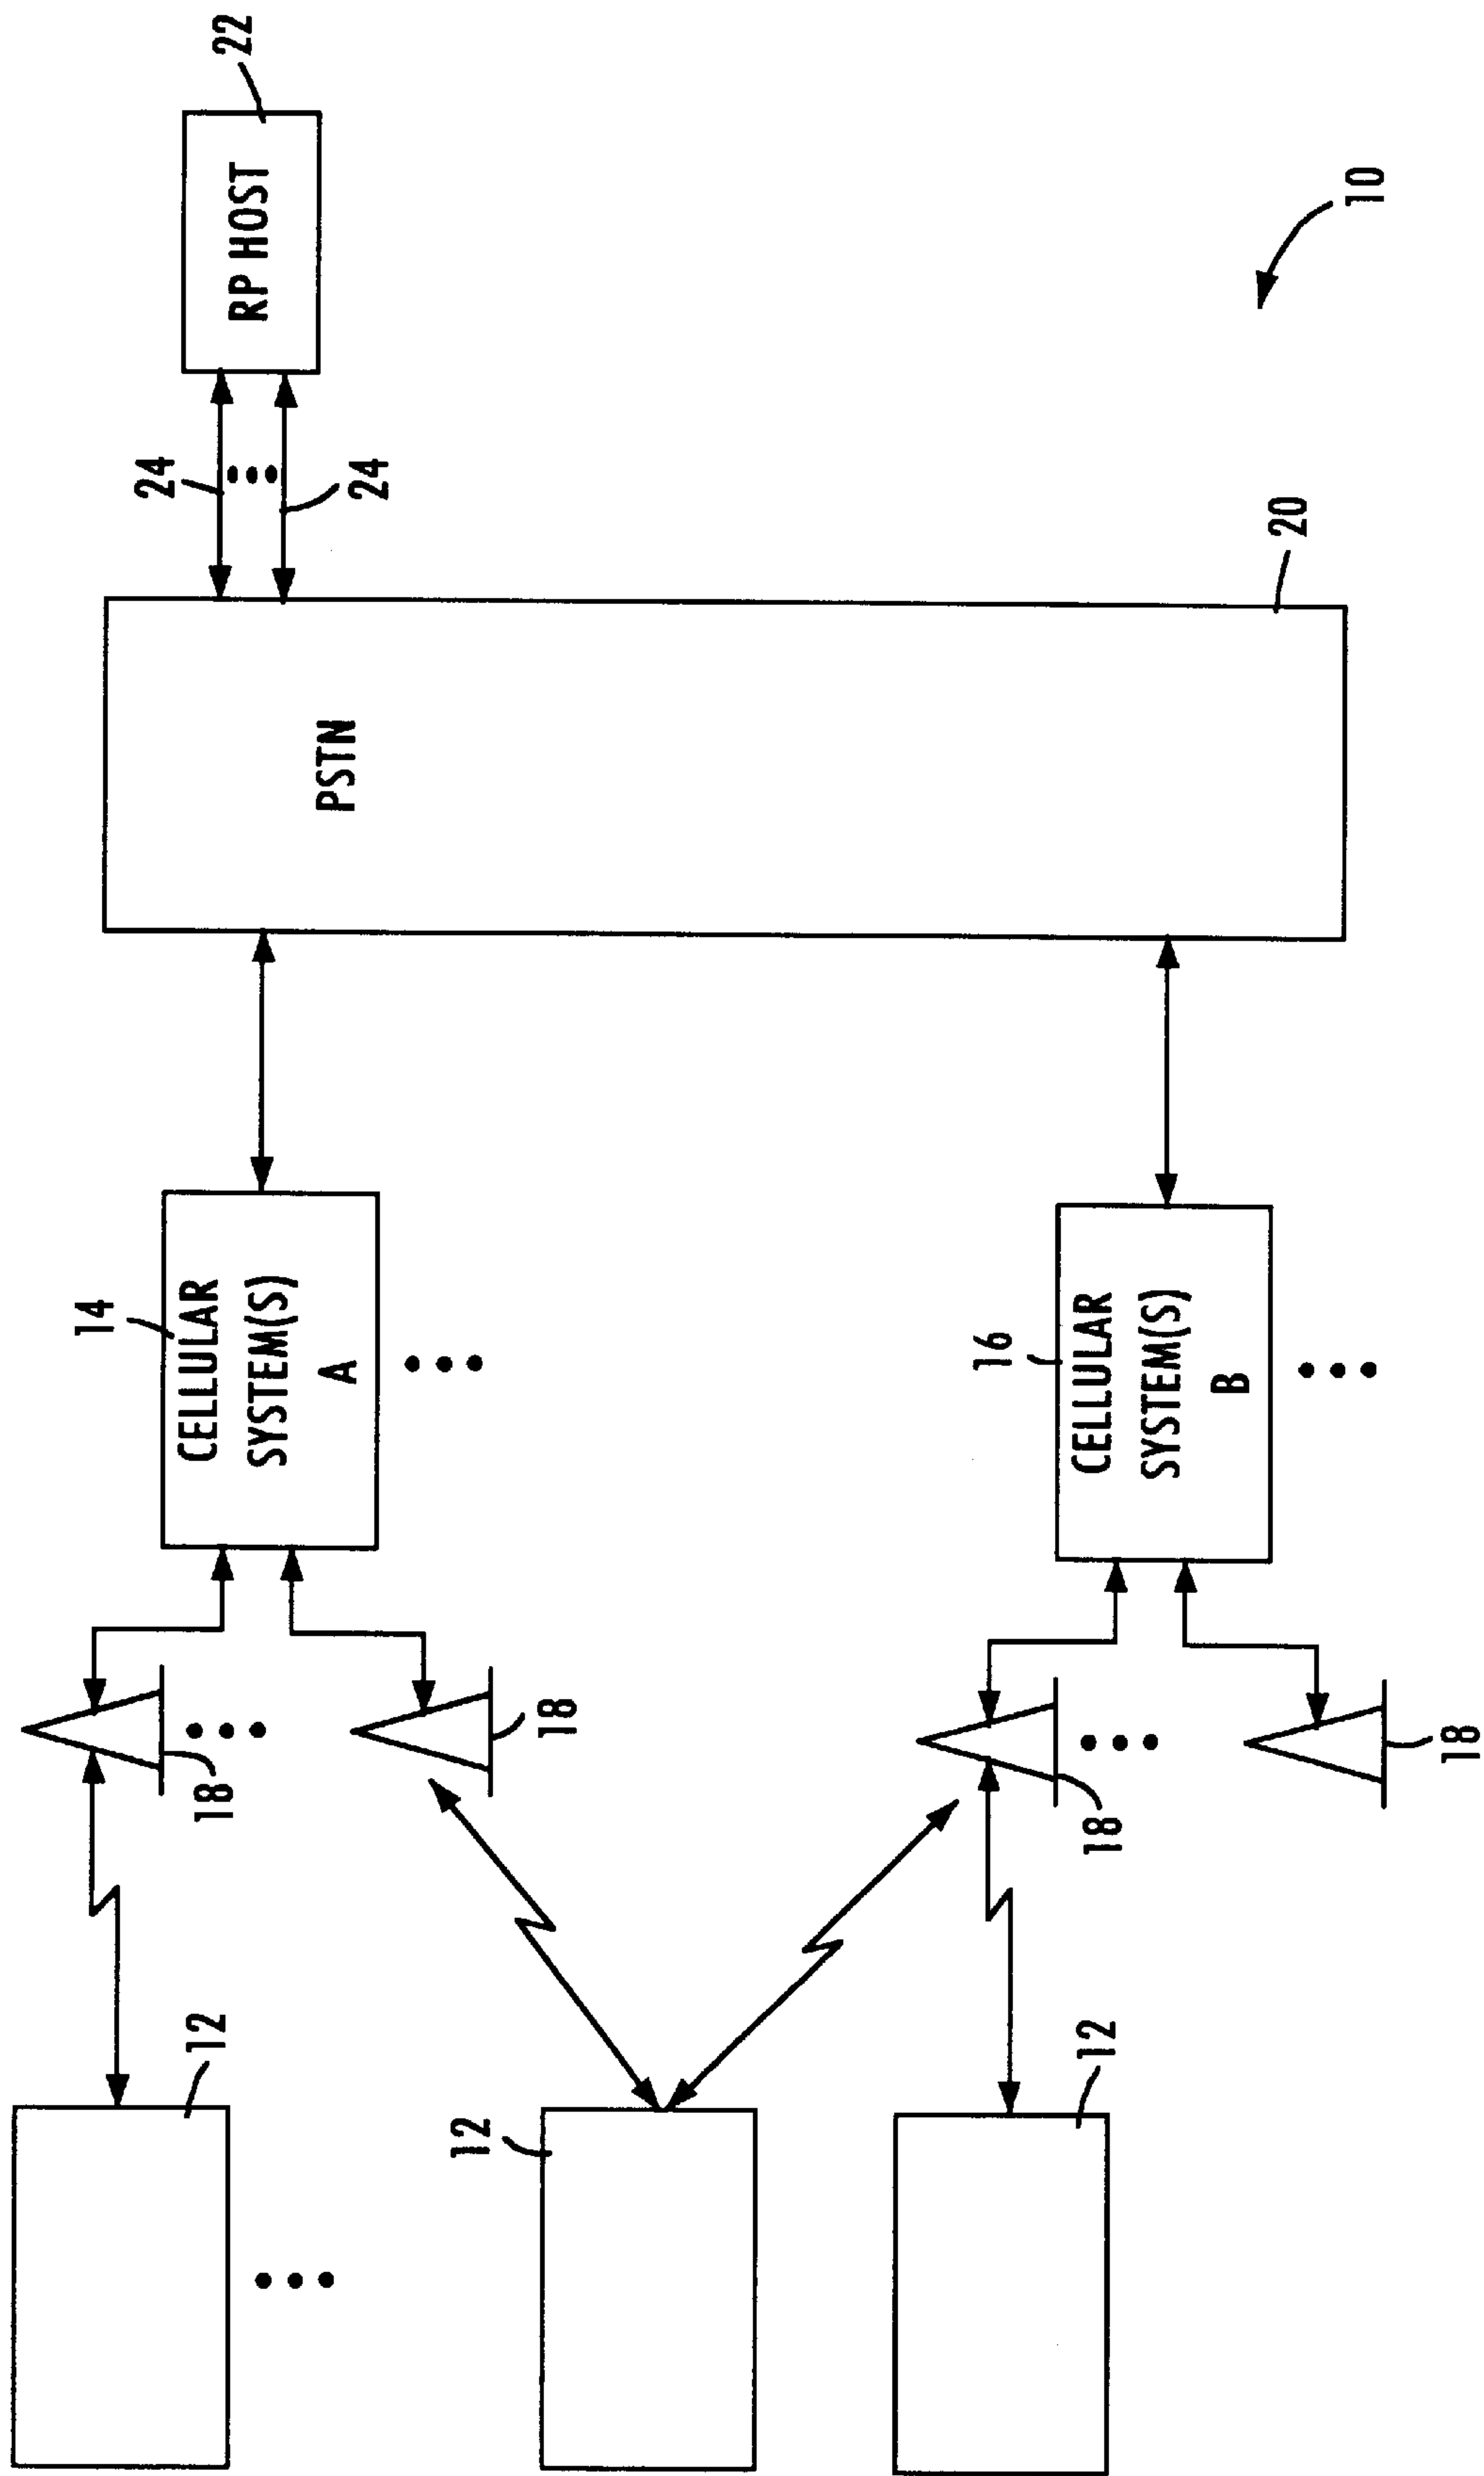 12
18
14
CELLULAR
SYSTEM(S)
A
18
12
16
CELLULAR
SYSTEM(S)
B
18
12
18
PSTN
20
24
24
RP HOST
22
10